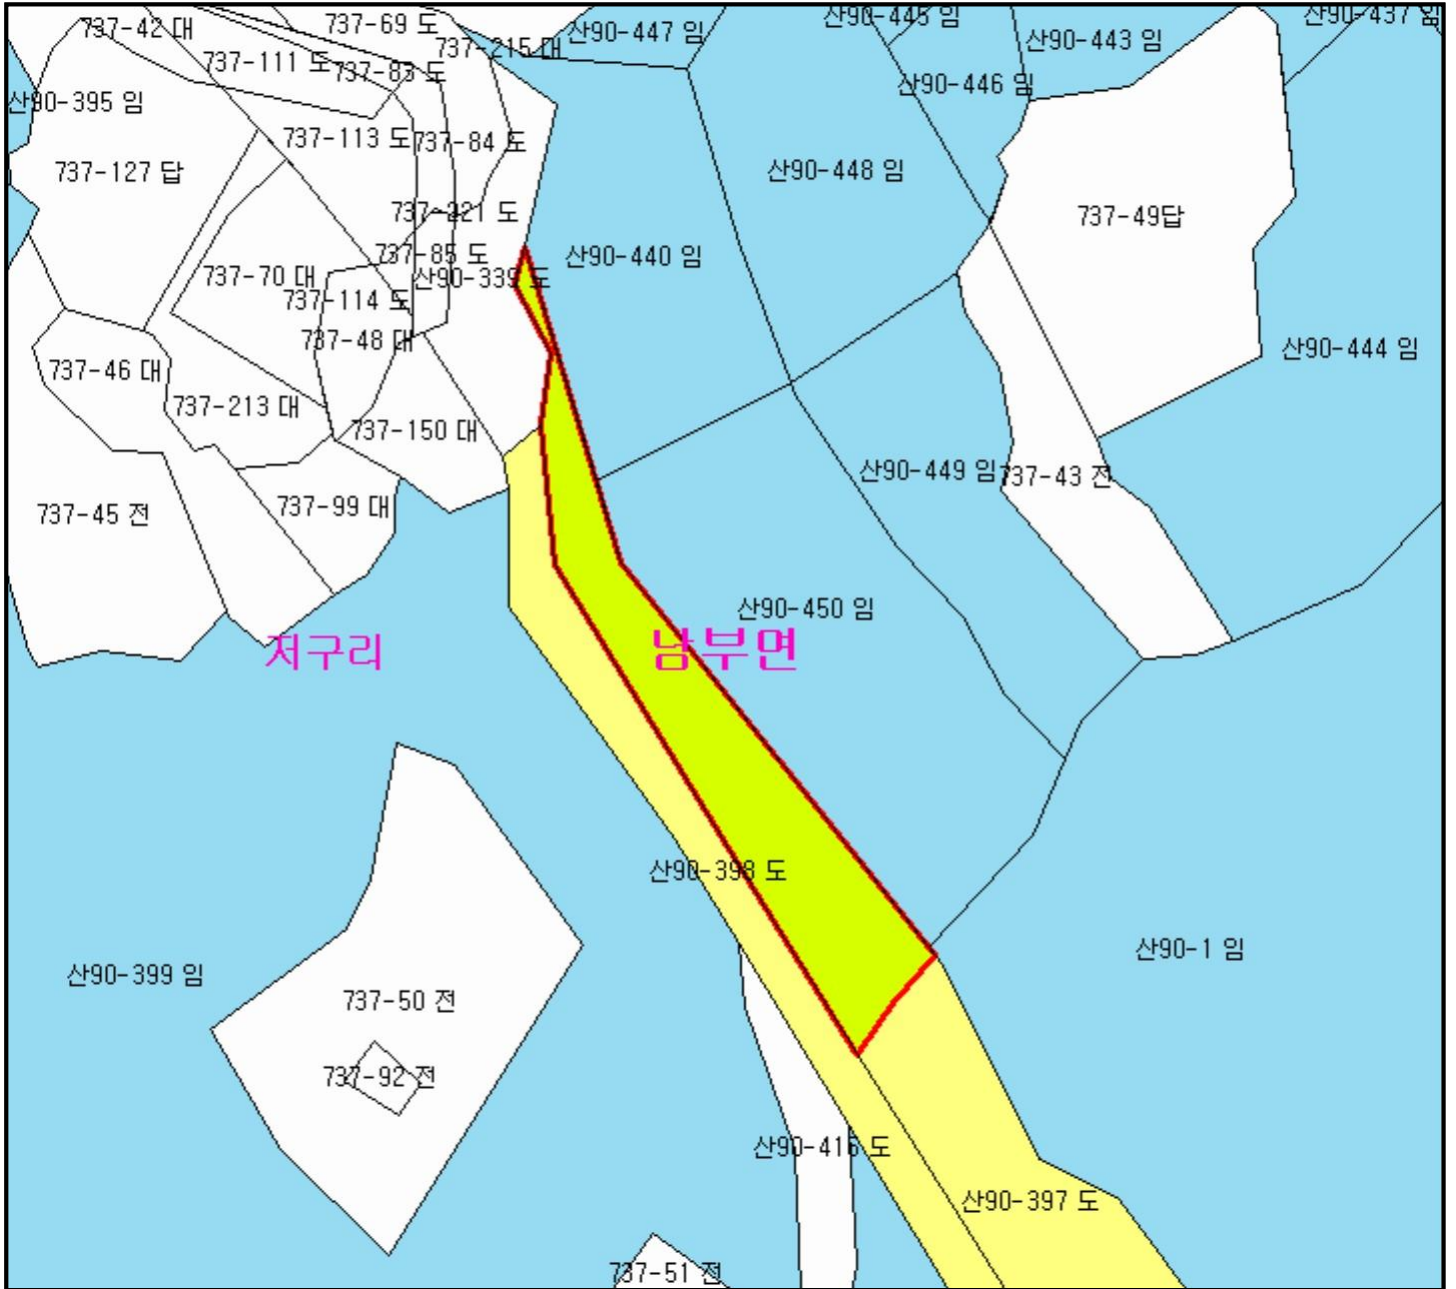 산90-445 임
산90-437 임
737-42 대
737-69 도
산90-447 임
737-215 대
산90-443 임
737-111 도
737-83 도
산90-446 임
산90-395 임
737-113 도
737-84 도
737-127 답
산90-448 임
737-221 도
737-49답
737-85 도
산90-440 임
737-70 대
산90-339 도
737-114 도
737-48 대
산90-444 임
737-46 대
737-213 대
737-150 대
산90-449 임
737-43 전
737-45 전
737-99 대
산90-450 임
저구리
남부면
산90-398 도
산90-1 임
산90-399 임
737-50 전
737-92 전
산90-416 도
산90-397 도
737-51 전